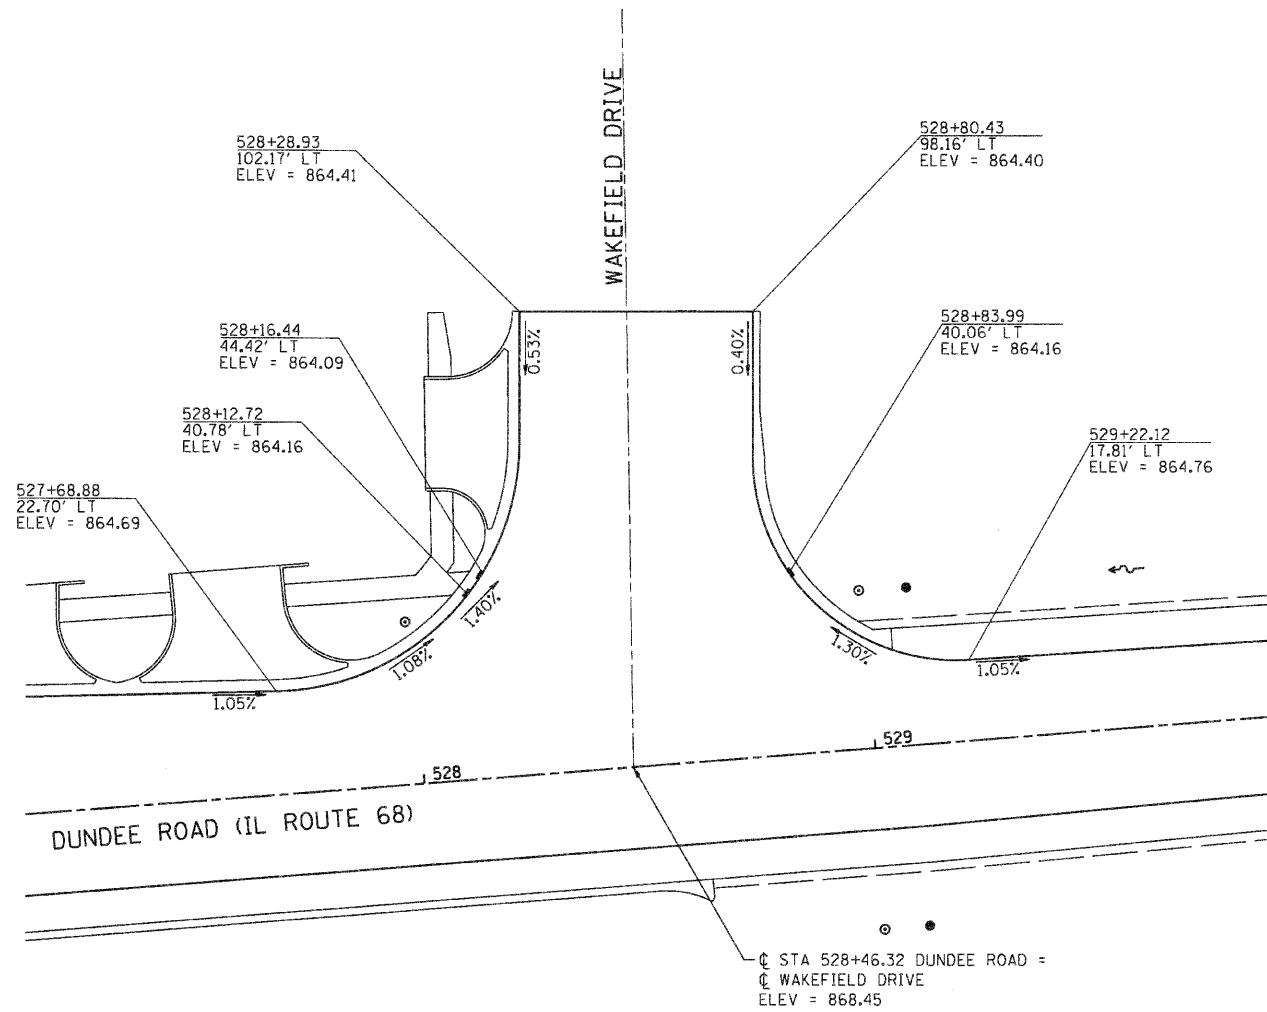 WAKEFIELD DRIVE
528+28.93
102.17' LT
ELEV = 864.41
528+80.43
98.16' LT
ELEV = 864.40
528+16.44
44.42' LT
ELEV = 864.09
0.53%
0.40%
528+83.99
40.06' LT
ELEV = 864.16
528+12.72
40.78' LT
ELEV = 864.16
529+22.12
17.81' LT
ELEV = 864.76
527+68.88
22.70' LT
ELEV = 864.69
1.40%
1.08%
1.30%
1.05%
1.05%
529
528
DUNDEE ROAD (IL ROUTE 68)
℄ STA 528+46.32 DUNDEE ROAD =
℄ WAKEFIELD DRIVE
ELEV = 868.45